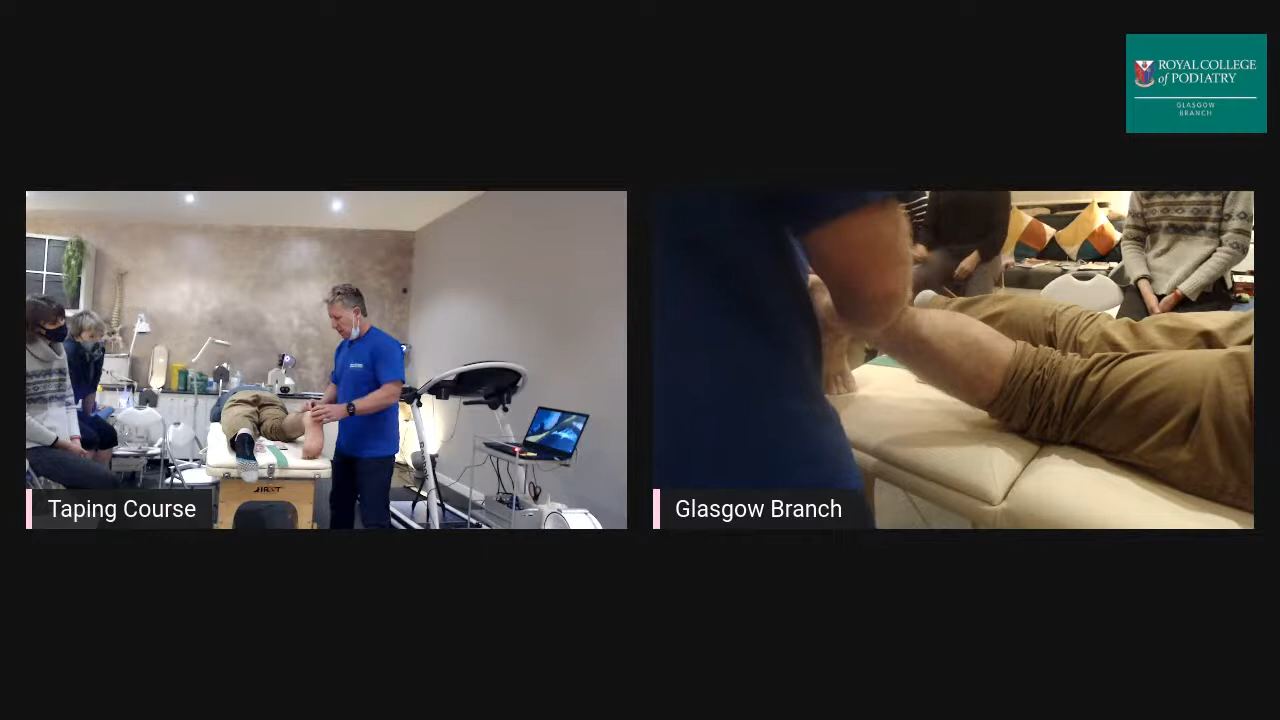 ROYAL COLLEGE
of PODIATRY
GLASGOW
BRANCH
Taping Course
Glasgow Branch